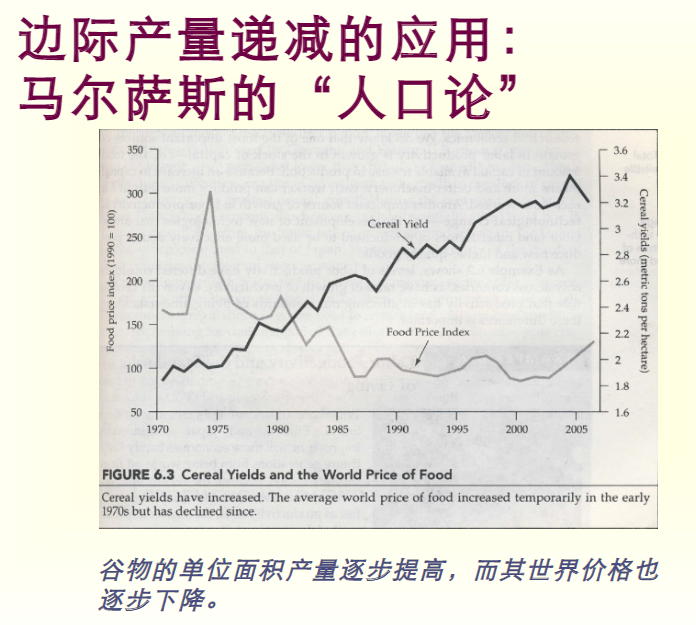 边际产量递减的应用：
马尔萨斯的“人口论”
350
300
250
200
150
100
50
Food price index (1990 = 100)
3.6
3.4
3.2
3
2.8
2.6
2.4
2.2
2
1.8
1.6
Cereal yields (metric tons per hectare)
Cereal Yield
Food Price Index
1970 1975 1980 1985 1990 1995 2000 2005
FIGURE 6.3 Cereal Yields and the World Price of Food
Cereal yields have increased. The average world price of food increased temporarily in the early
1970s but has declined since.
谷物的单位面积产量逐步提高，而其世界价格也
逐步下降。